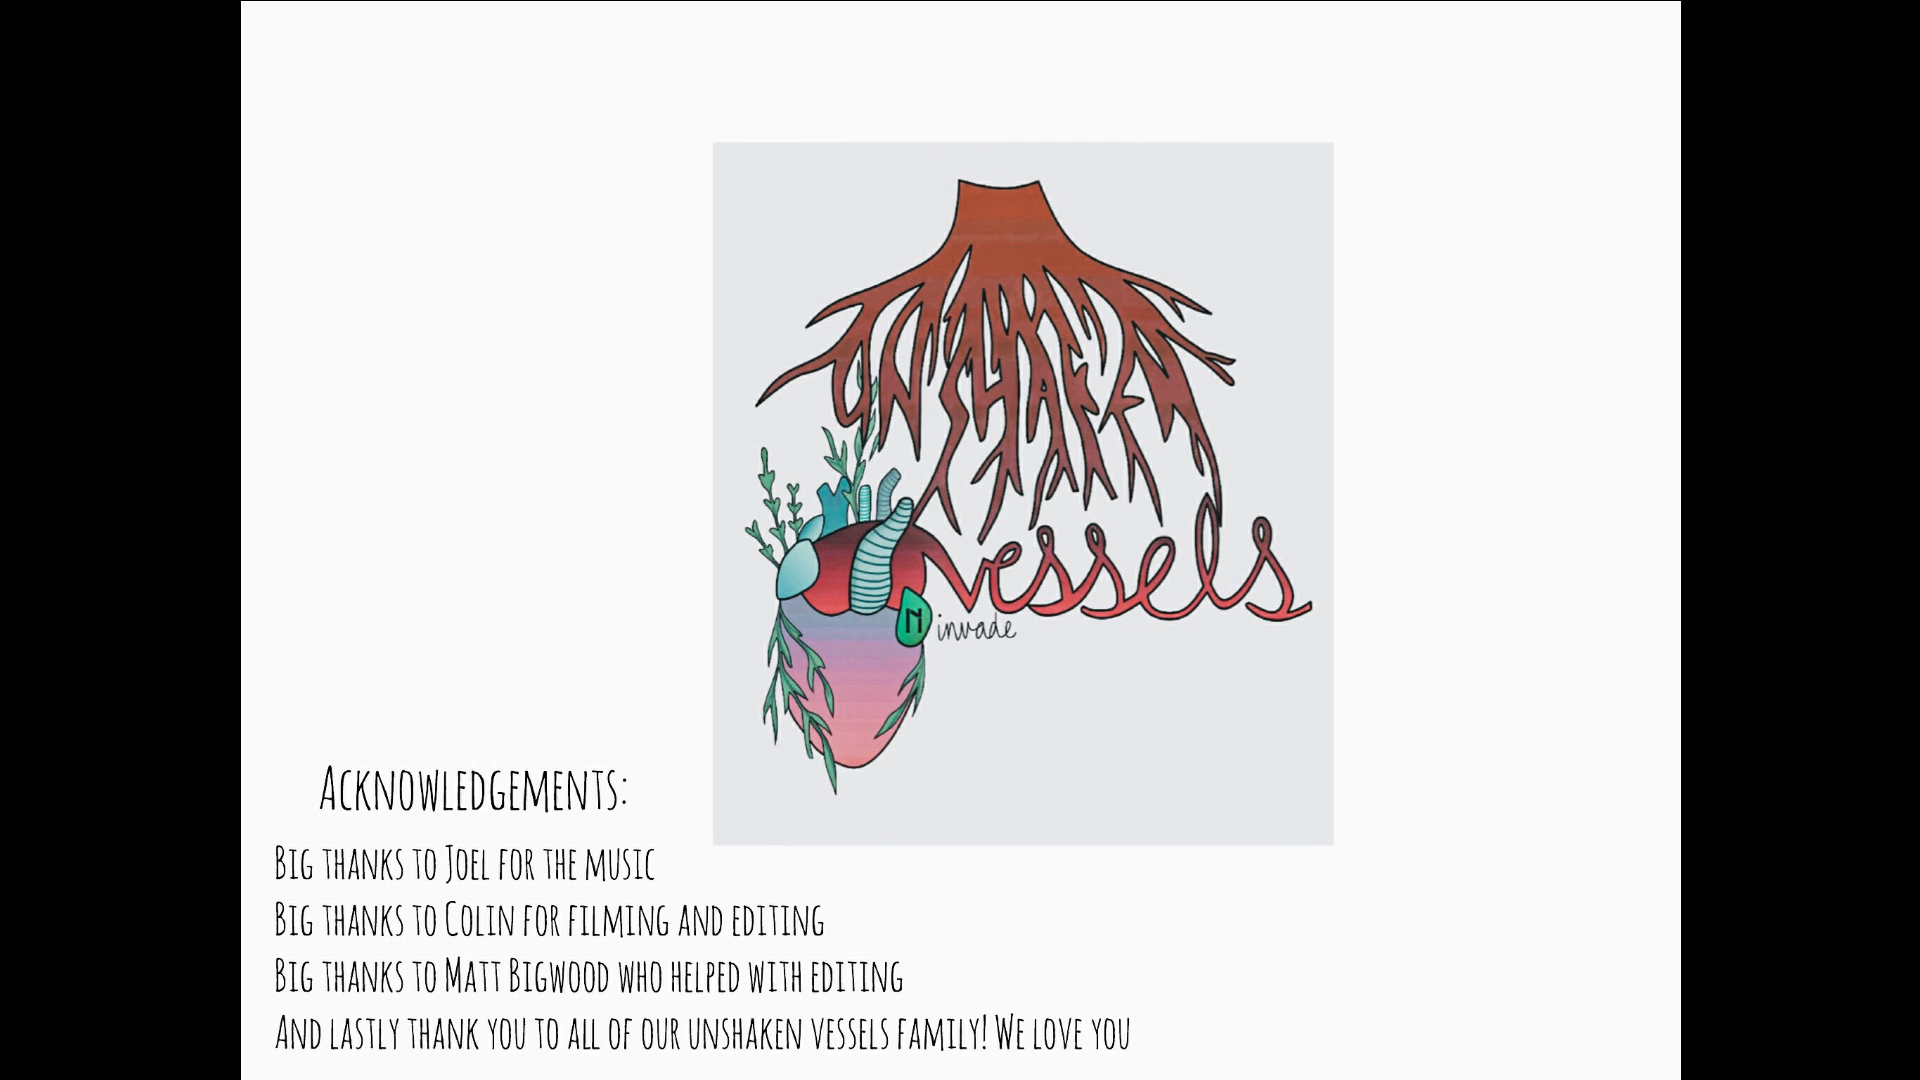 UNSHAKEN
vessels
N invade
ACKNOWLEDGEMENTS:
BIG THANKS TO JOEL FOR THE MUSIC
BIG THANKS TO COLIN FOR FILMING AND EDITING
BIG THANKS TO MATT BIGWOOD WHO HELPED WITH EDITING
AND LASTLY THANK YOU TO ALL OF OUR UNSHAKEN VESSELS FAMILY! WE LOVE YOU